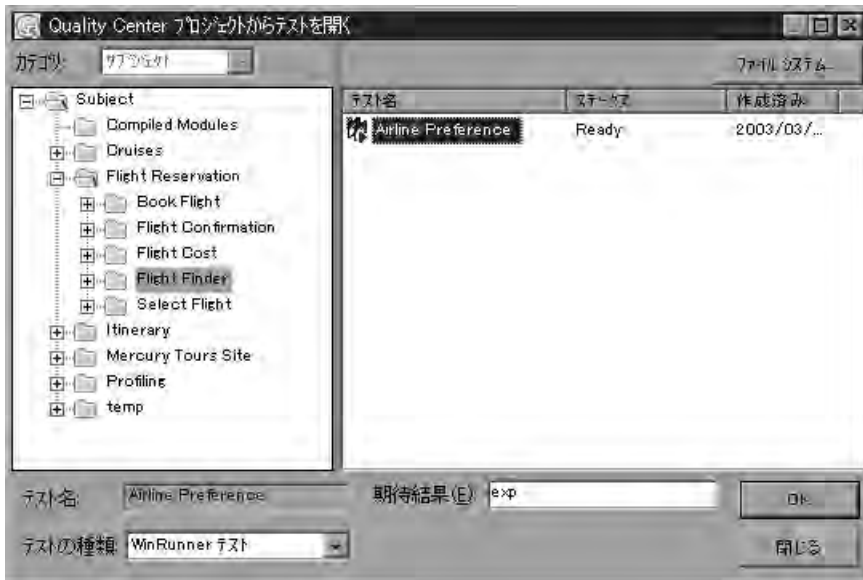 Quality Center プロジェクトからテストを開く
カテゴリ: サブジェクト
ファイル システム...
Subject
Compiled Modules
Cruises
Flight Reservation
Book Flight
Flight Confirmation
Flight Cost
Flight Finder
Select Flight
Itinerary
Mercury Tours Site
Profiling
temp
テスト名 ステータス 作成済み
Airline Preference Ready 2003/03/...
テスト名: Airline Preference 期待結果(E): exp
OK
テストの種類: WinRunner テスト
閉じる